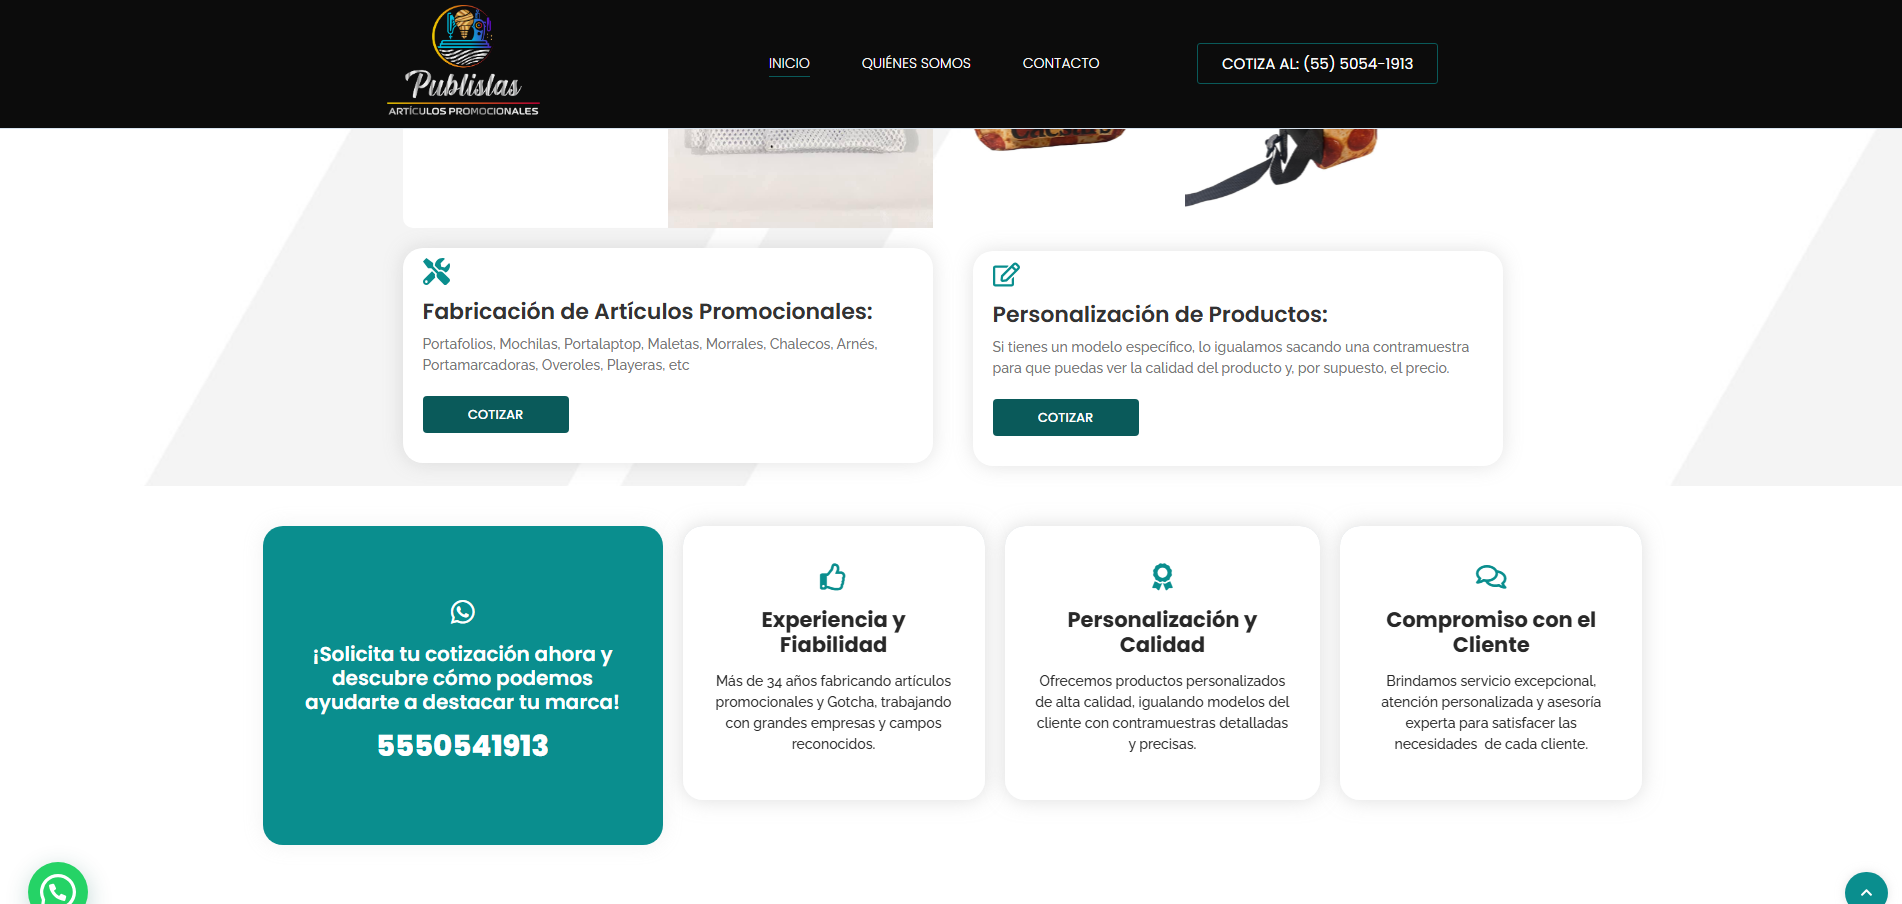 Publislas
ARTÍCULOS PROMOCIONALES
INICIO
QUIÉNES SOMOS
CONTACTO
COTIZA AL: (55) 5054-1913
Fabricación de Artículos Promocionales:
Portafolios, Mochilas, Portalaptop, Maletas, Morrales, Chalecos, Arnés,
Portamarcadoras, Overoles, Playeras, etc
COTIZAR
Personalización de Productos:
Si tienes un modelo específico, lo igualamos sacando una contramuestra
para que puedas ver la calidad del producto y, por supuesto, el precio.
COTIZAR
¡Solicita tu cotización ahora y
descubre cómo podemos
ayudarte a destacar tu marca!
5550541913
Experiencia y
Fiabilidad
Más de 34 años fabricando artículos
promocionales y Gotcha, trabajando
con grandes empresas y campos
reconocidos.
Personalización y
Calidad
Ofrecemos productos personalizados
de alta calidad, igualando modelos del
cliente con contramuestras detalladas
y precisas.
Compromiso con el
Cliente
Brindamos servicio excepcional,
atención personalizada y asesoría
experta para satisfacer las
necesidades  de cada cliente.